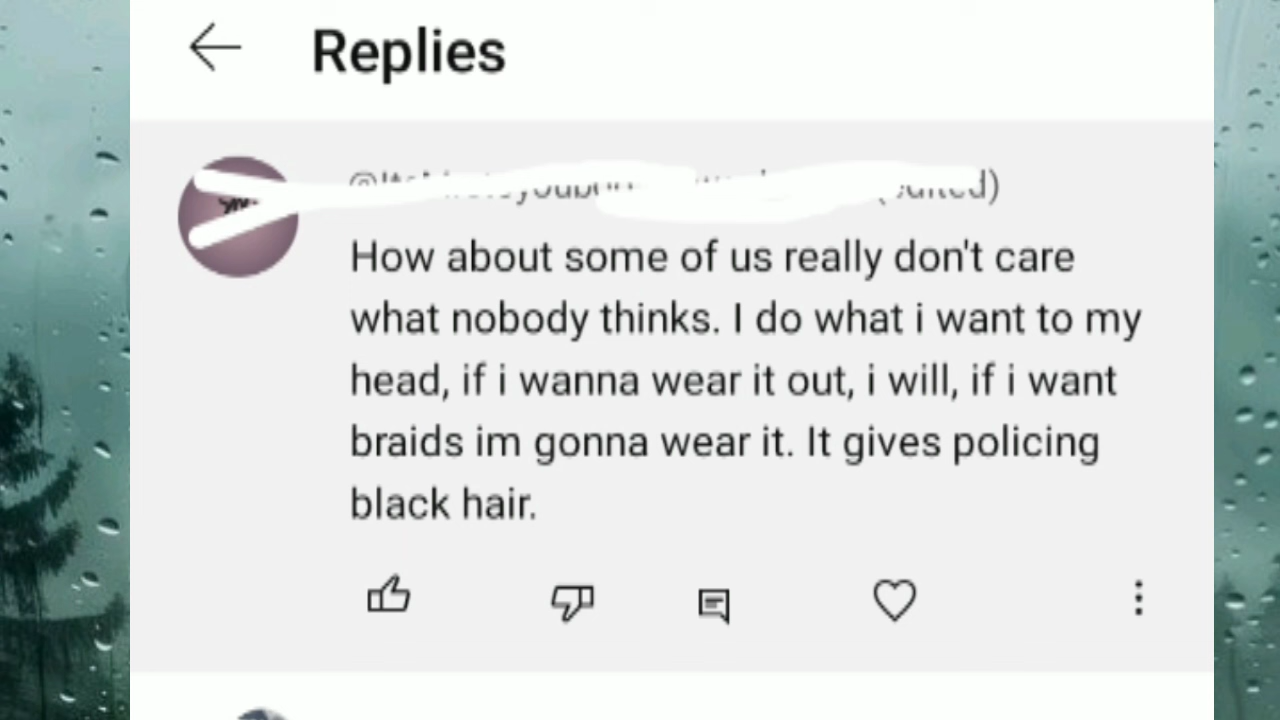 Replies
(edited)
How about some of us really don't care
what nobody thinks. I do what i want to my
head, if i wanna wear it out, i will, if i want
braids im gonna wear it. It gives policing
black hair.